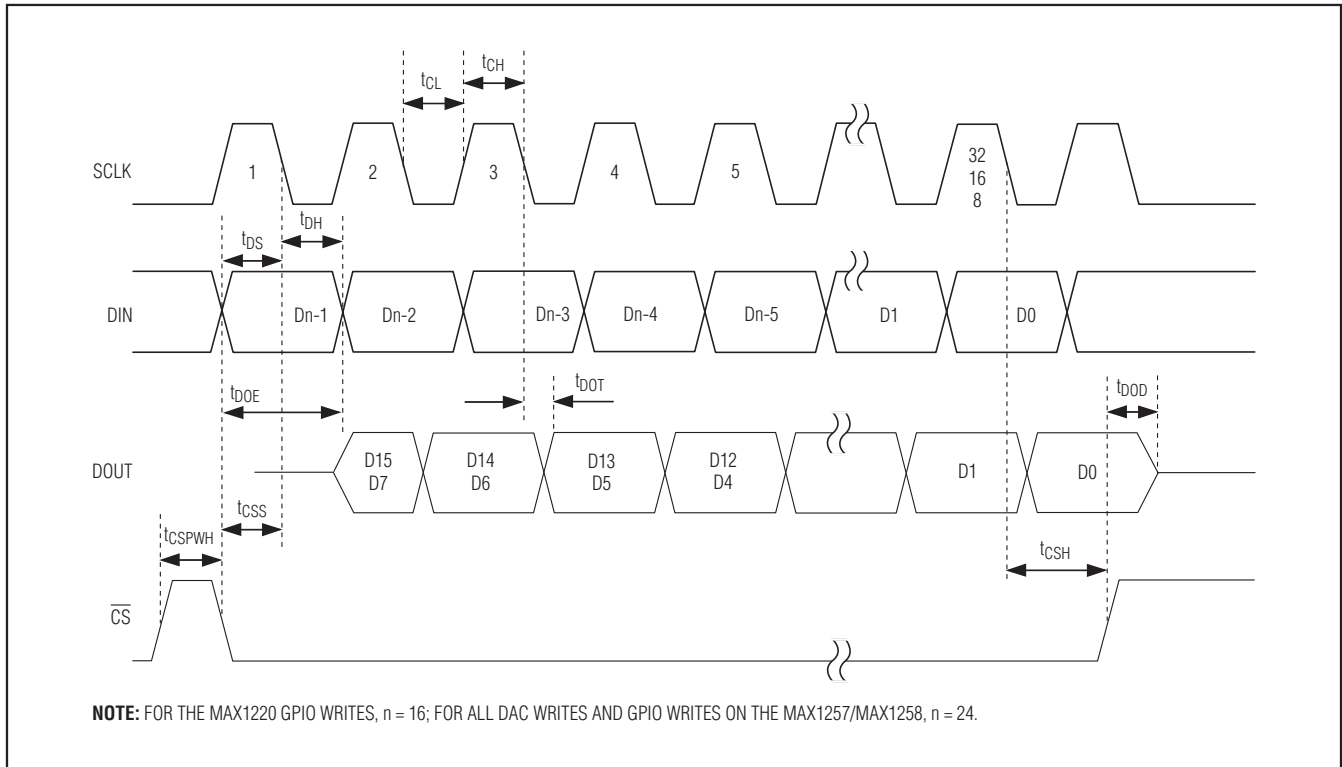 tCL
tCH
SCLK
1
2
3
4
5
32
16
8
tDH
tDS
DIN
Dn-1
Dn-2
Dn-3
Dn-4
Dn-5
D1
D0
tDOE
tDOT
tDOD
DOUT
D15
D7
D14
D6
D13
D5
D12
D4
D1
D0
tCSS
tCSPWH
tCSH
CS
NOTE: FOR THE MAX1220 GPIO WRITES, n = 16; FOR ALL DAC WRITES AND GPIO WRITES ON THE MAX1257/MAX1258, n = 24.